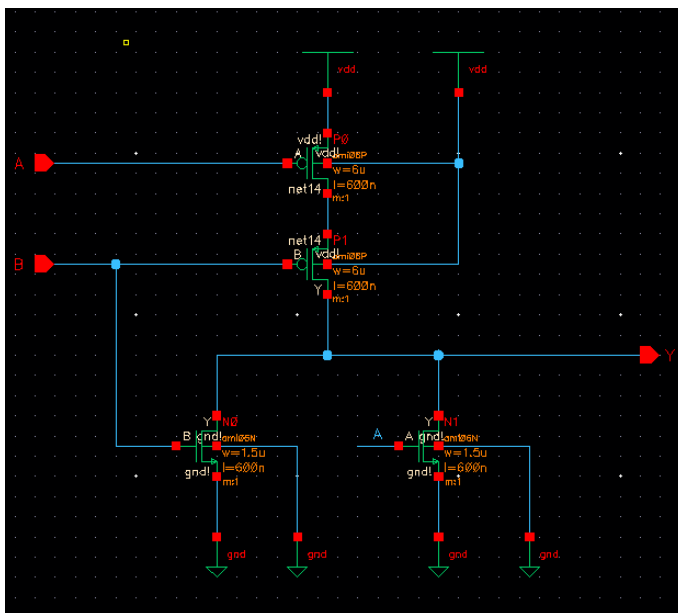 vdd.
vdd
vdd! P0
A A vdd! ami06P
w=6u
l=600n
net14 m:1
net14 P1
B B vdd! ami06P
w=6u
l=600n
Y m:1
Y
Y N0
B gnd! ami06N
w=1.5u
l=600n
gnd! m:1
Y N1
A A gnd! ami06N
w=1.5u
l=600n
gnd! m:1
gnd
gnd
gnd
gnd.